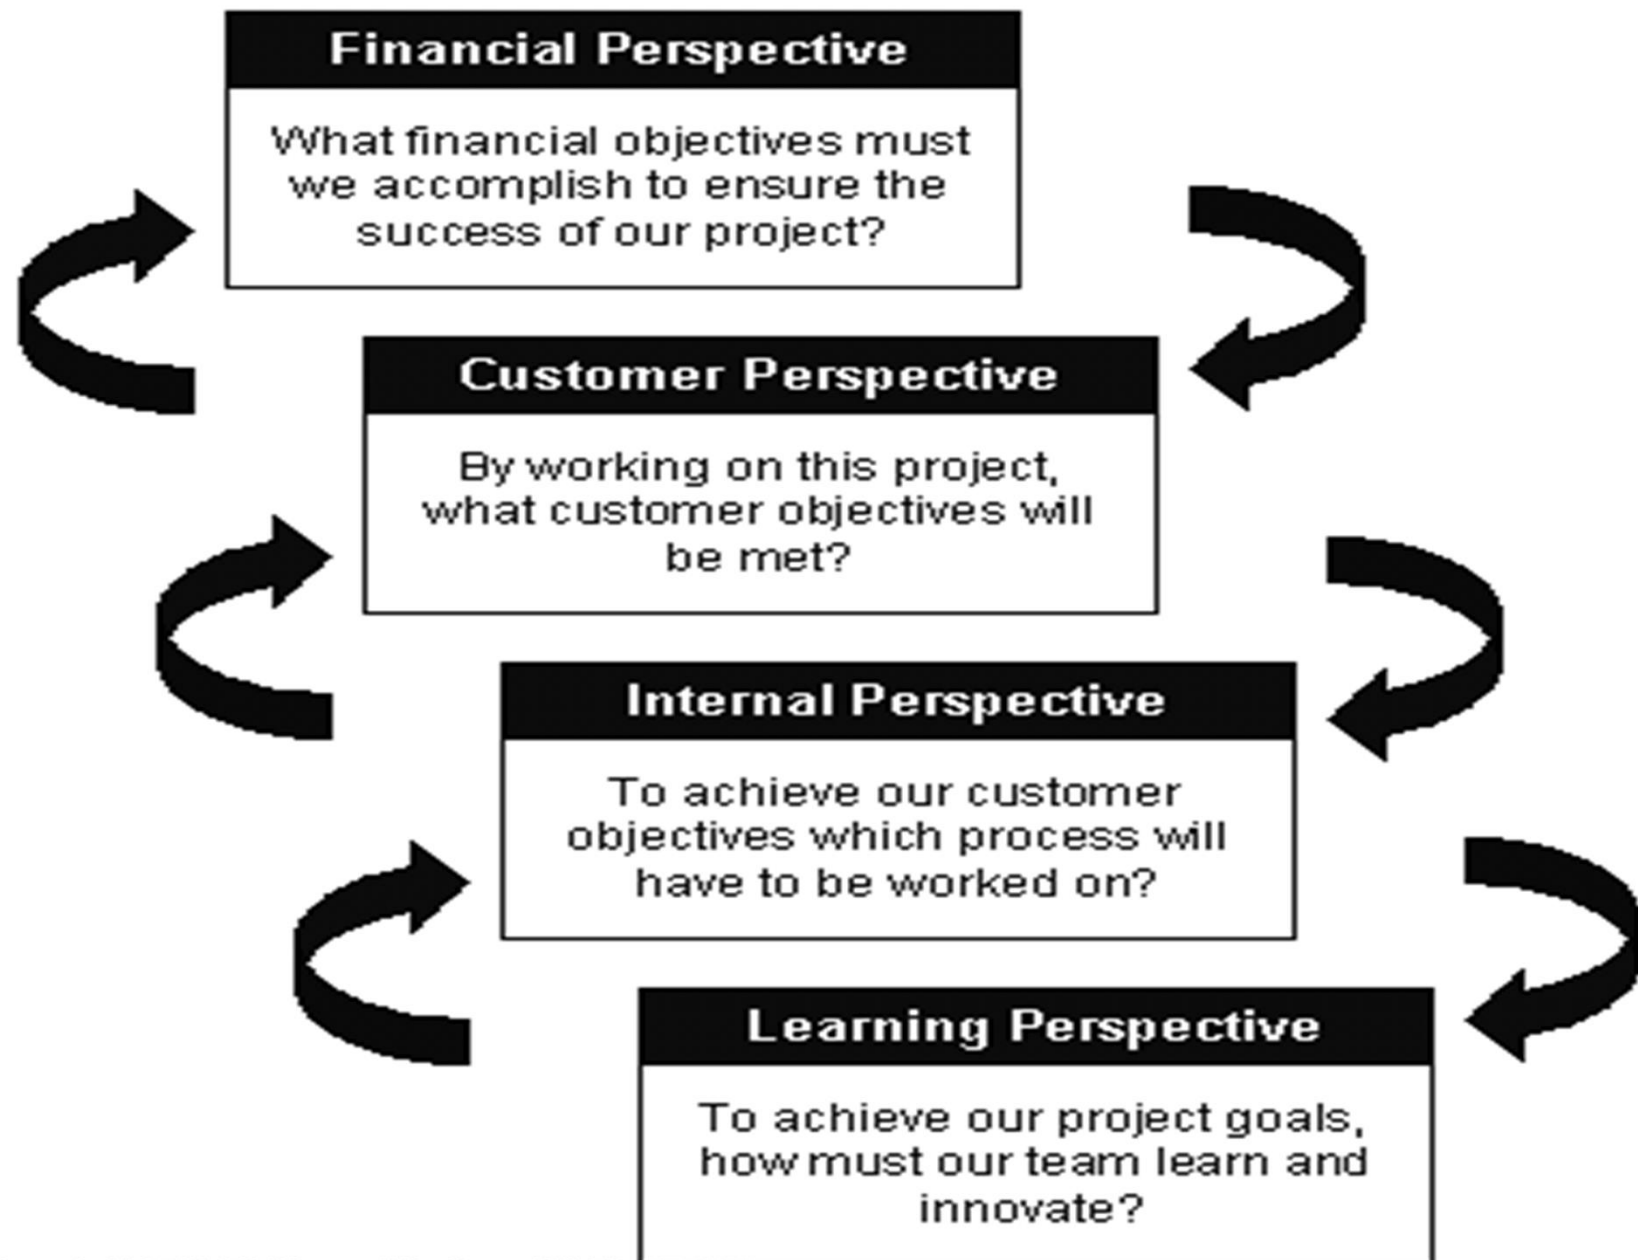 Financial Perspective
What financial objectives must
we accomplish to ensure the
success of our project?
Customer Perspective
By working on this project,
what customer objectives will
be met?
Internal Perspective
To achieve our customer
objectives which process will
have to be worked on?
Learning Perspective
To achieve our project goals,
how must our team learn and
innovate?